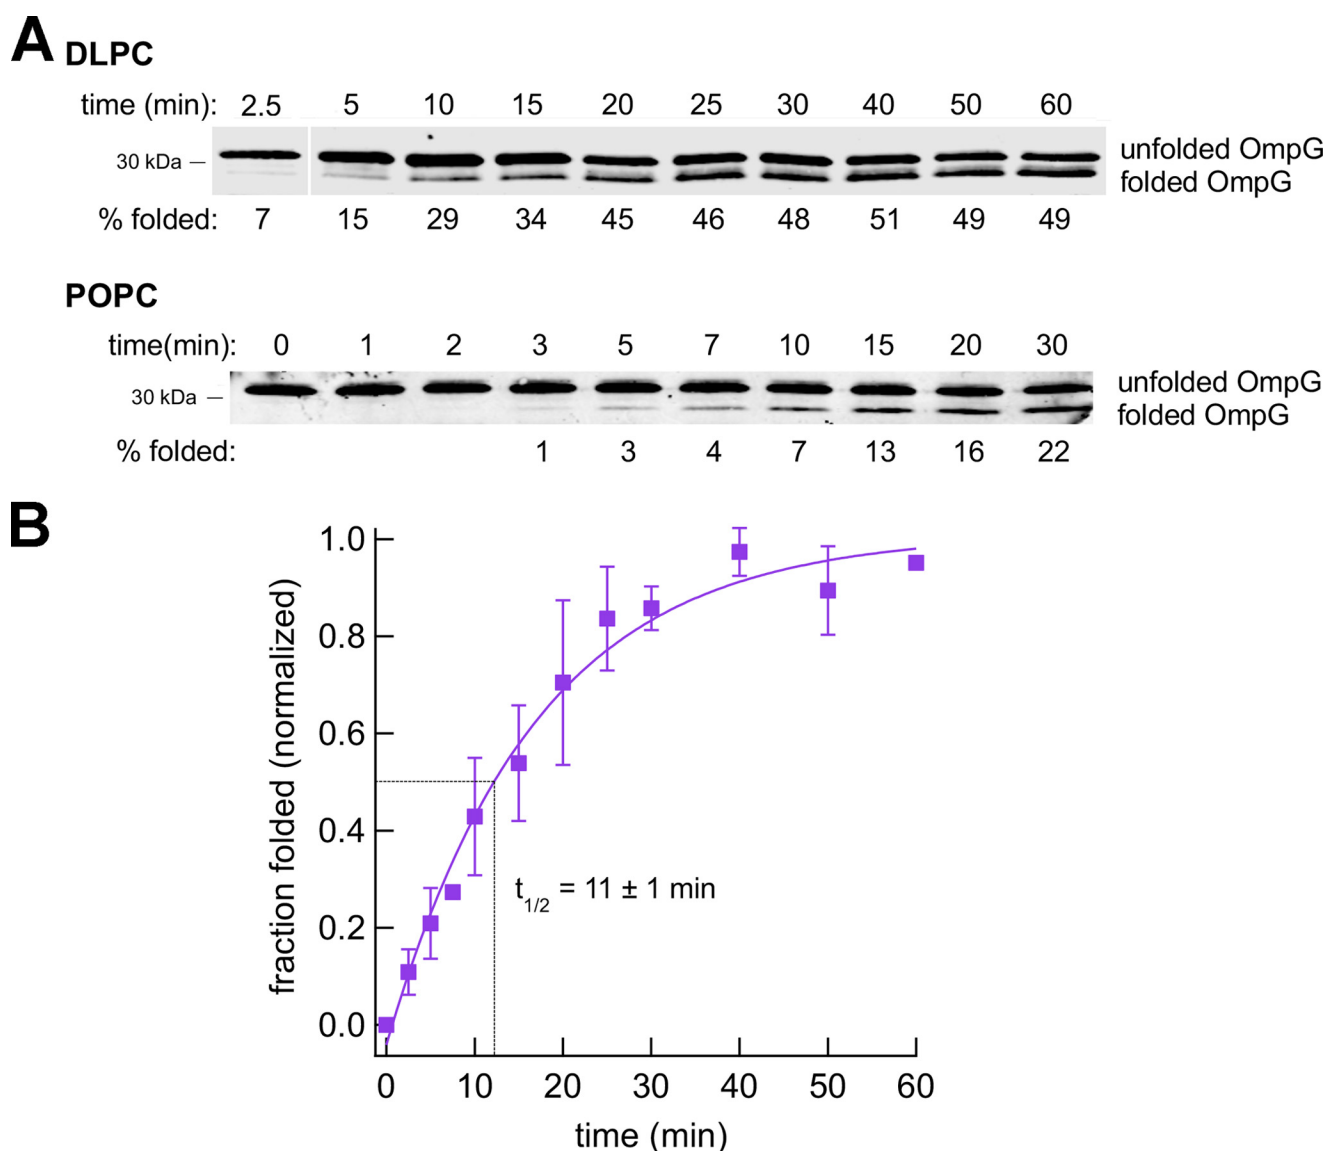 A DLPC
time (min): 2.5 5 10 15 20 25 30 40 50 60
30 kDa — unfolded OmpG
folded OmpG
% folded: 7 15 29 34 45 46 48 51 49 49
POPC
time(min): 0 1 2 3 5 7 10 15 20 30
30 kDa — unfolded OmpG
folded OmpG
% folded: 1 3 4 7 13 16 22
B
fraction folded (normalized)
1.0
0.8
0.6
0.4
0.2
0.0
t1/2 = 11 ± 1 min
0 10 20 30 40 50 60
time (min)